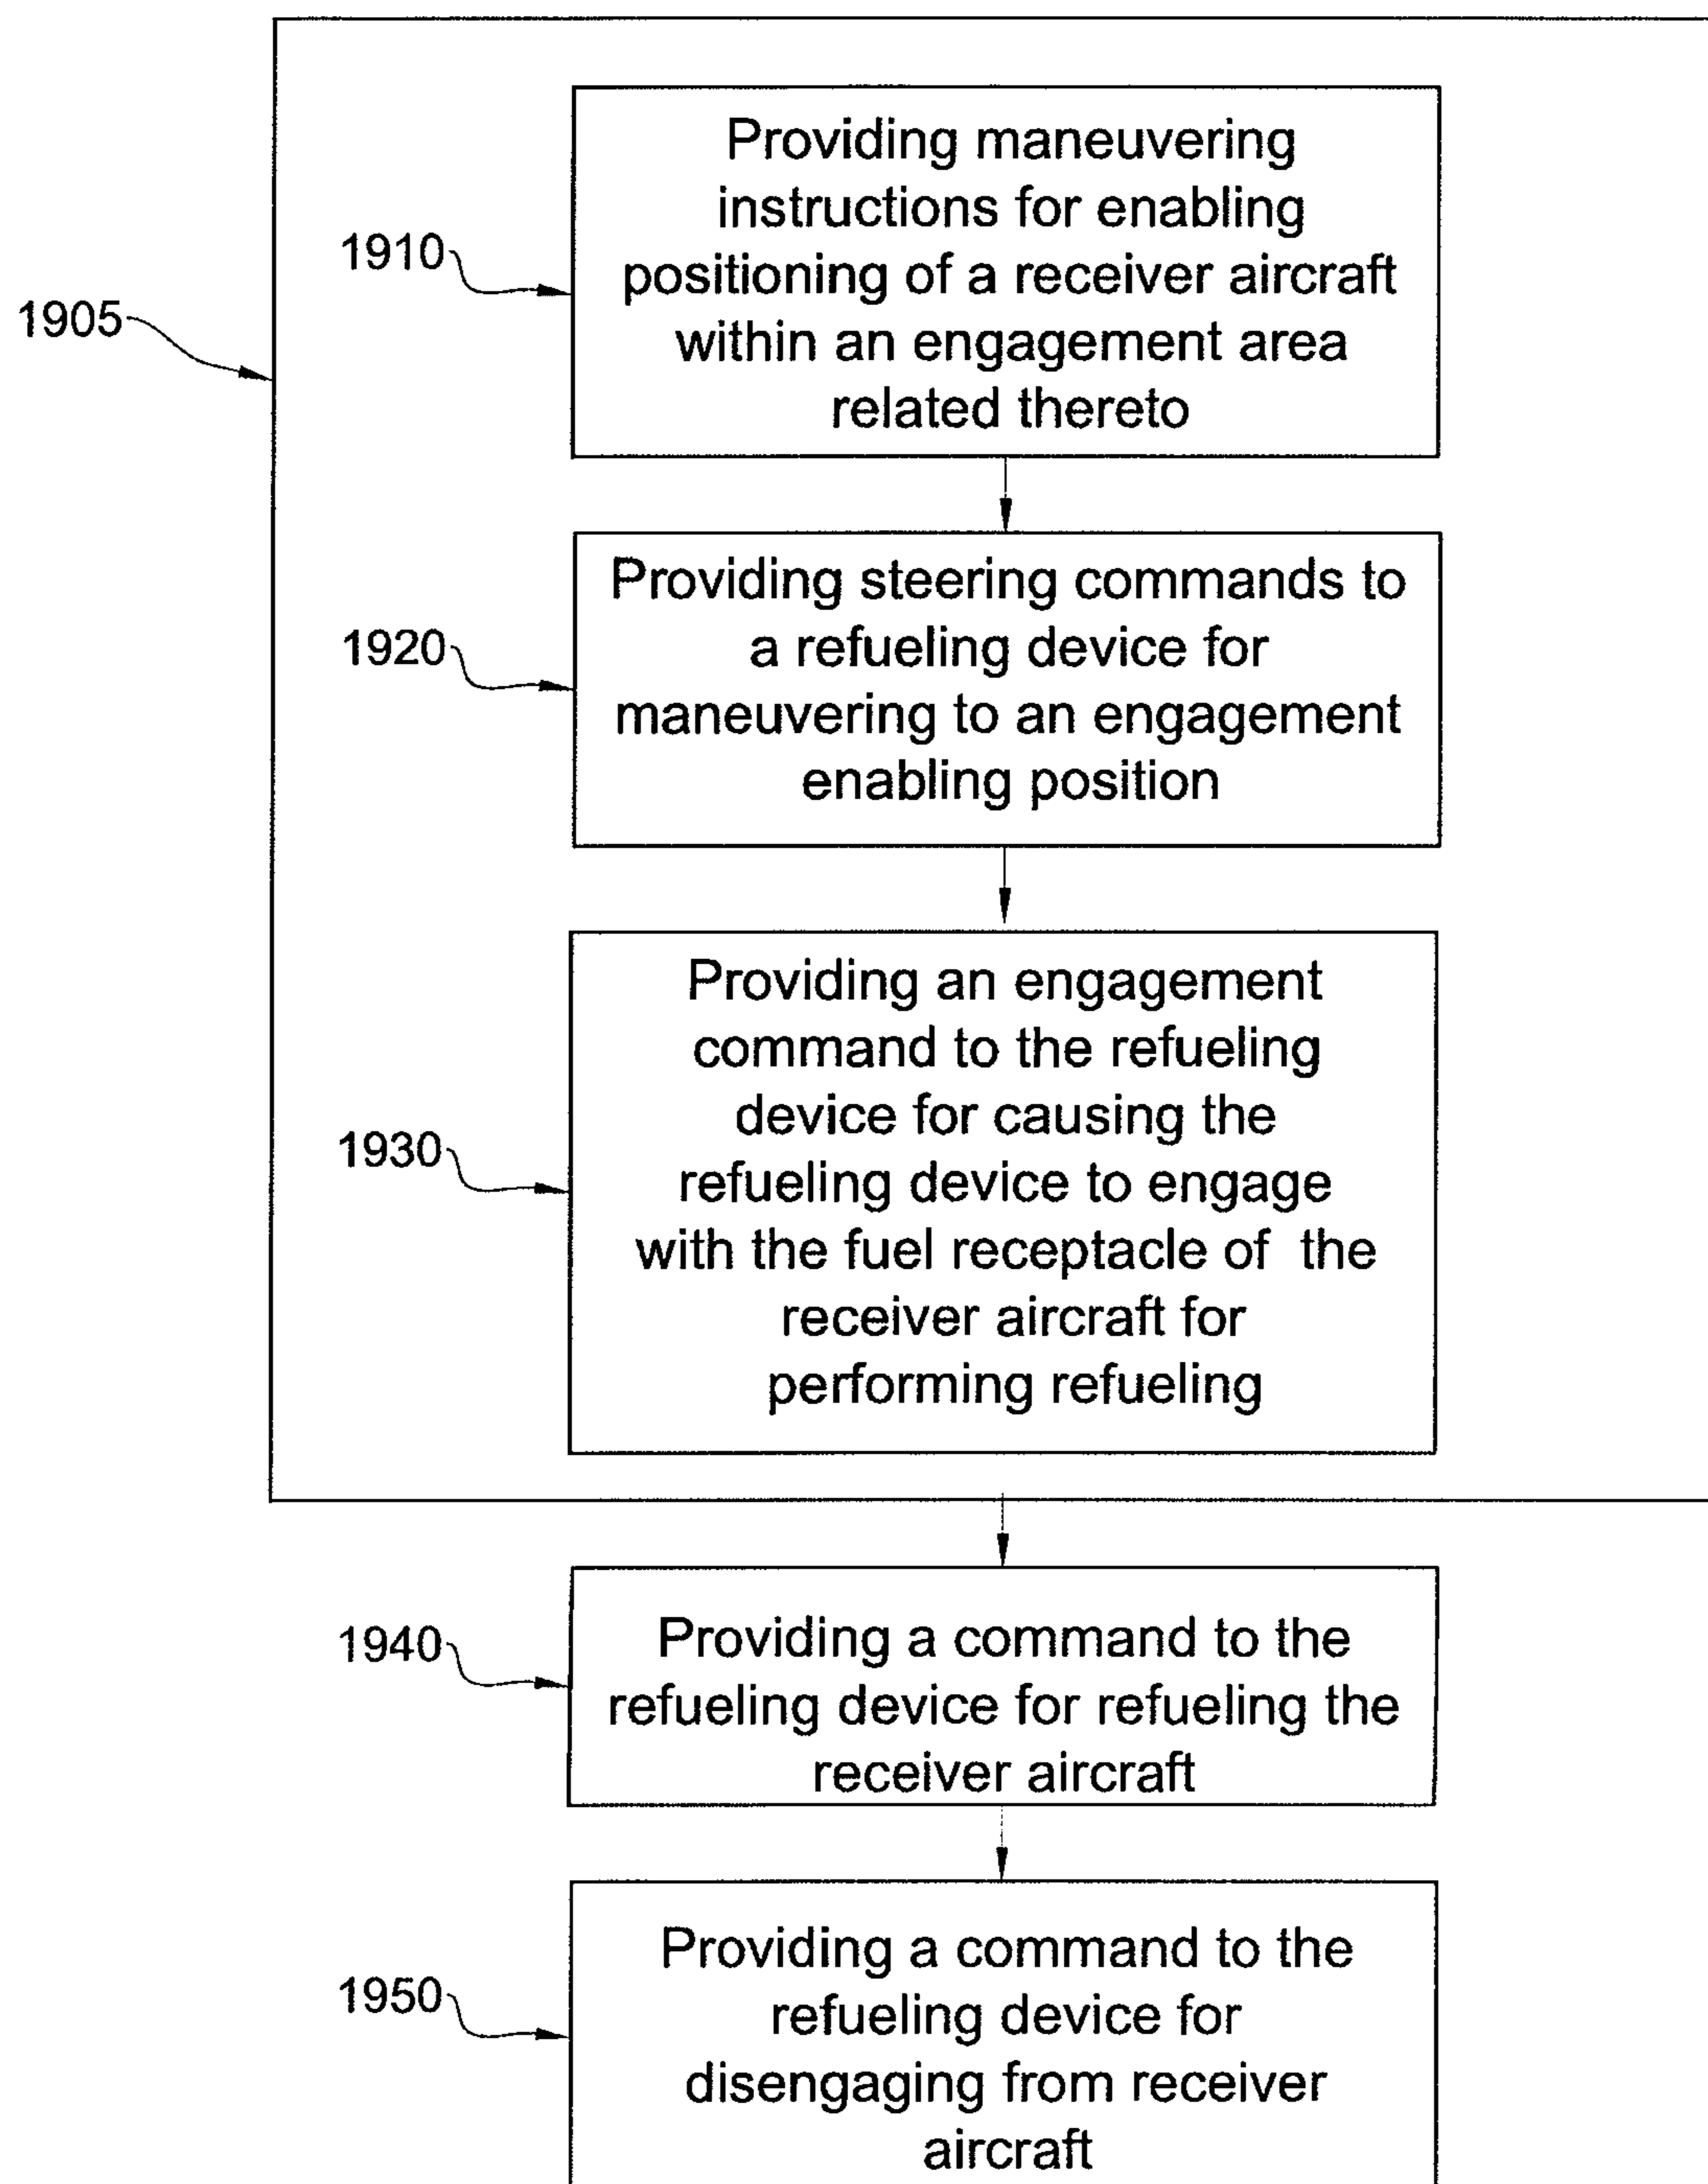 Providing maneuvering
instructions for enabling
positioning of a receiver aircraft
within an engagement area
related thereto
1910
1905
Providing steering commands to
a refueling device for
maneuvering to an engagement
enabling position
1920
Providing an engagement
command to the refueling
device for causing the
refueling device to engage
with the fuel receptacle of the
receiver aircraft for
performing refueling
1930
Providing a command to the
refueling device for refueling the
receiver aircraft
1940
Providing a command to the
refueling device for
disengaging from receiver
aircraft
1950